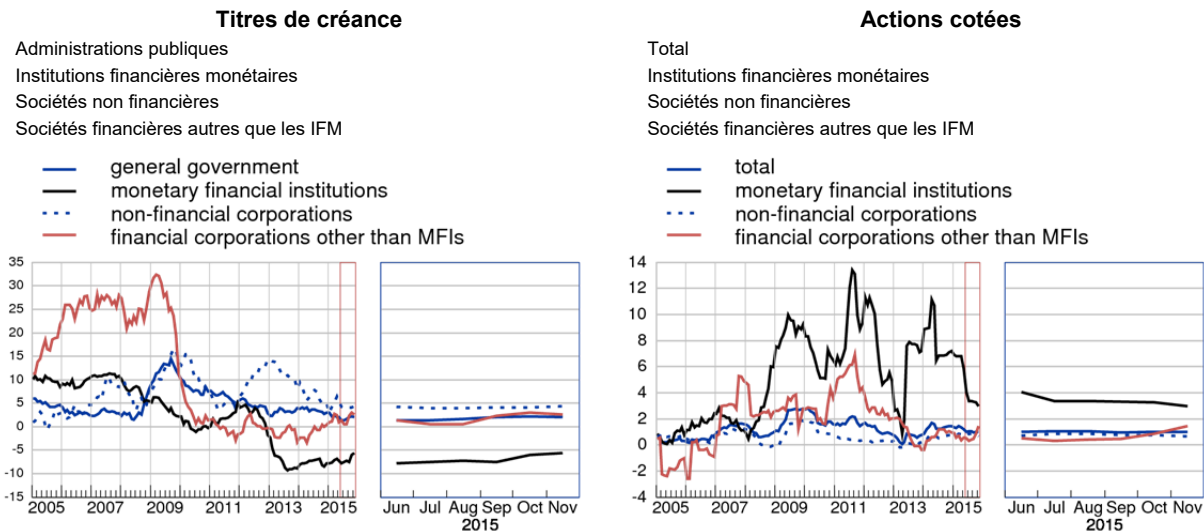 Titres de créance
Administrations publiques
Institutions financières monétaires
Sociétés non financières
Sociétés financières autres que les IFM
general government
monetary financial institutions
non-financial corporations
financial corporations other than MFIs
35
30
25
20
15
10
5
0
-5
-10
-15
2005 2007 2009 2011 2013 2015
Jun Jul Aug Sep Oct Nov
2015
Actions cotées
Total
Institutions financières monétaires
Sociétés non financières
Sociétés financières autres que les IFM
total
monetary financial institutions
non-financial corporations
financial corporations other than MFIs
14
12
10
8
6
4
2
0
-2
-4
2005 2007 2009 2011 2013 2015
Jun Jul Aug Sep Oct Nov
2015